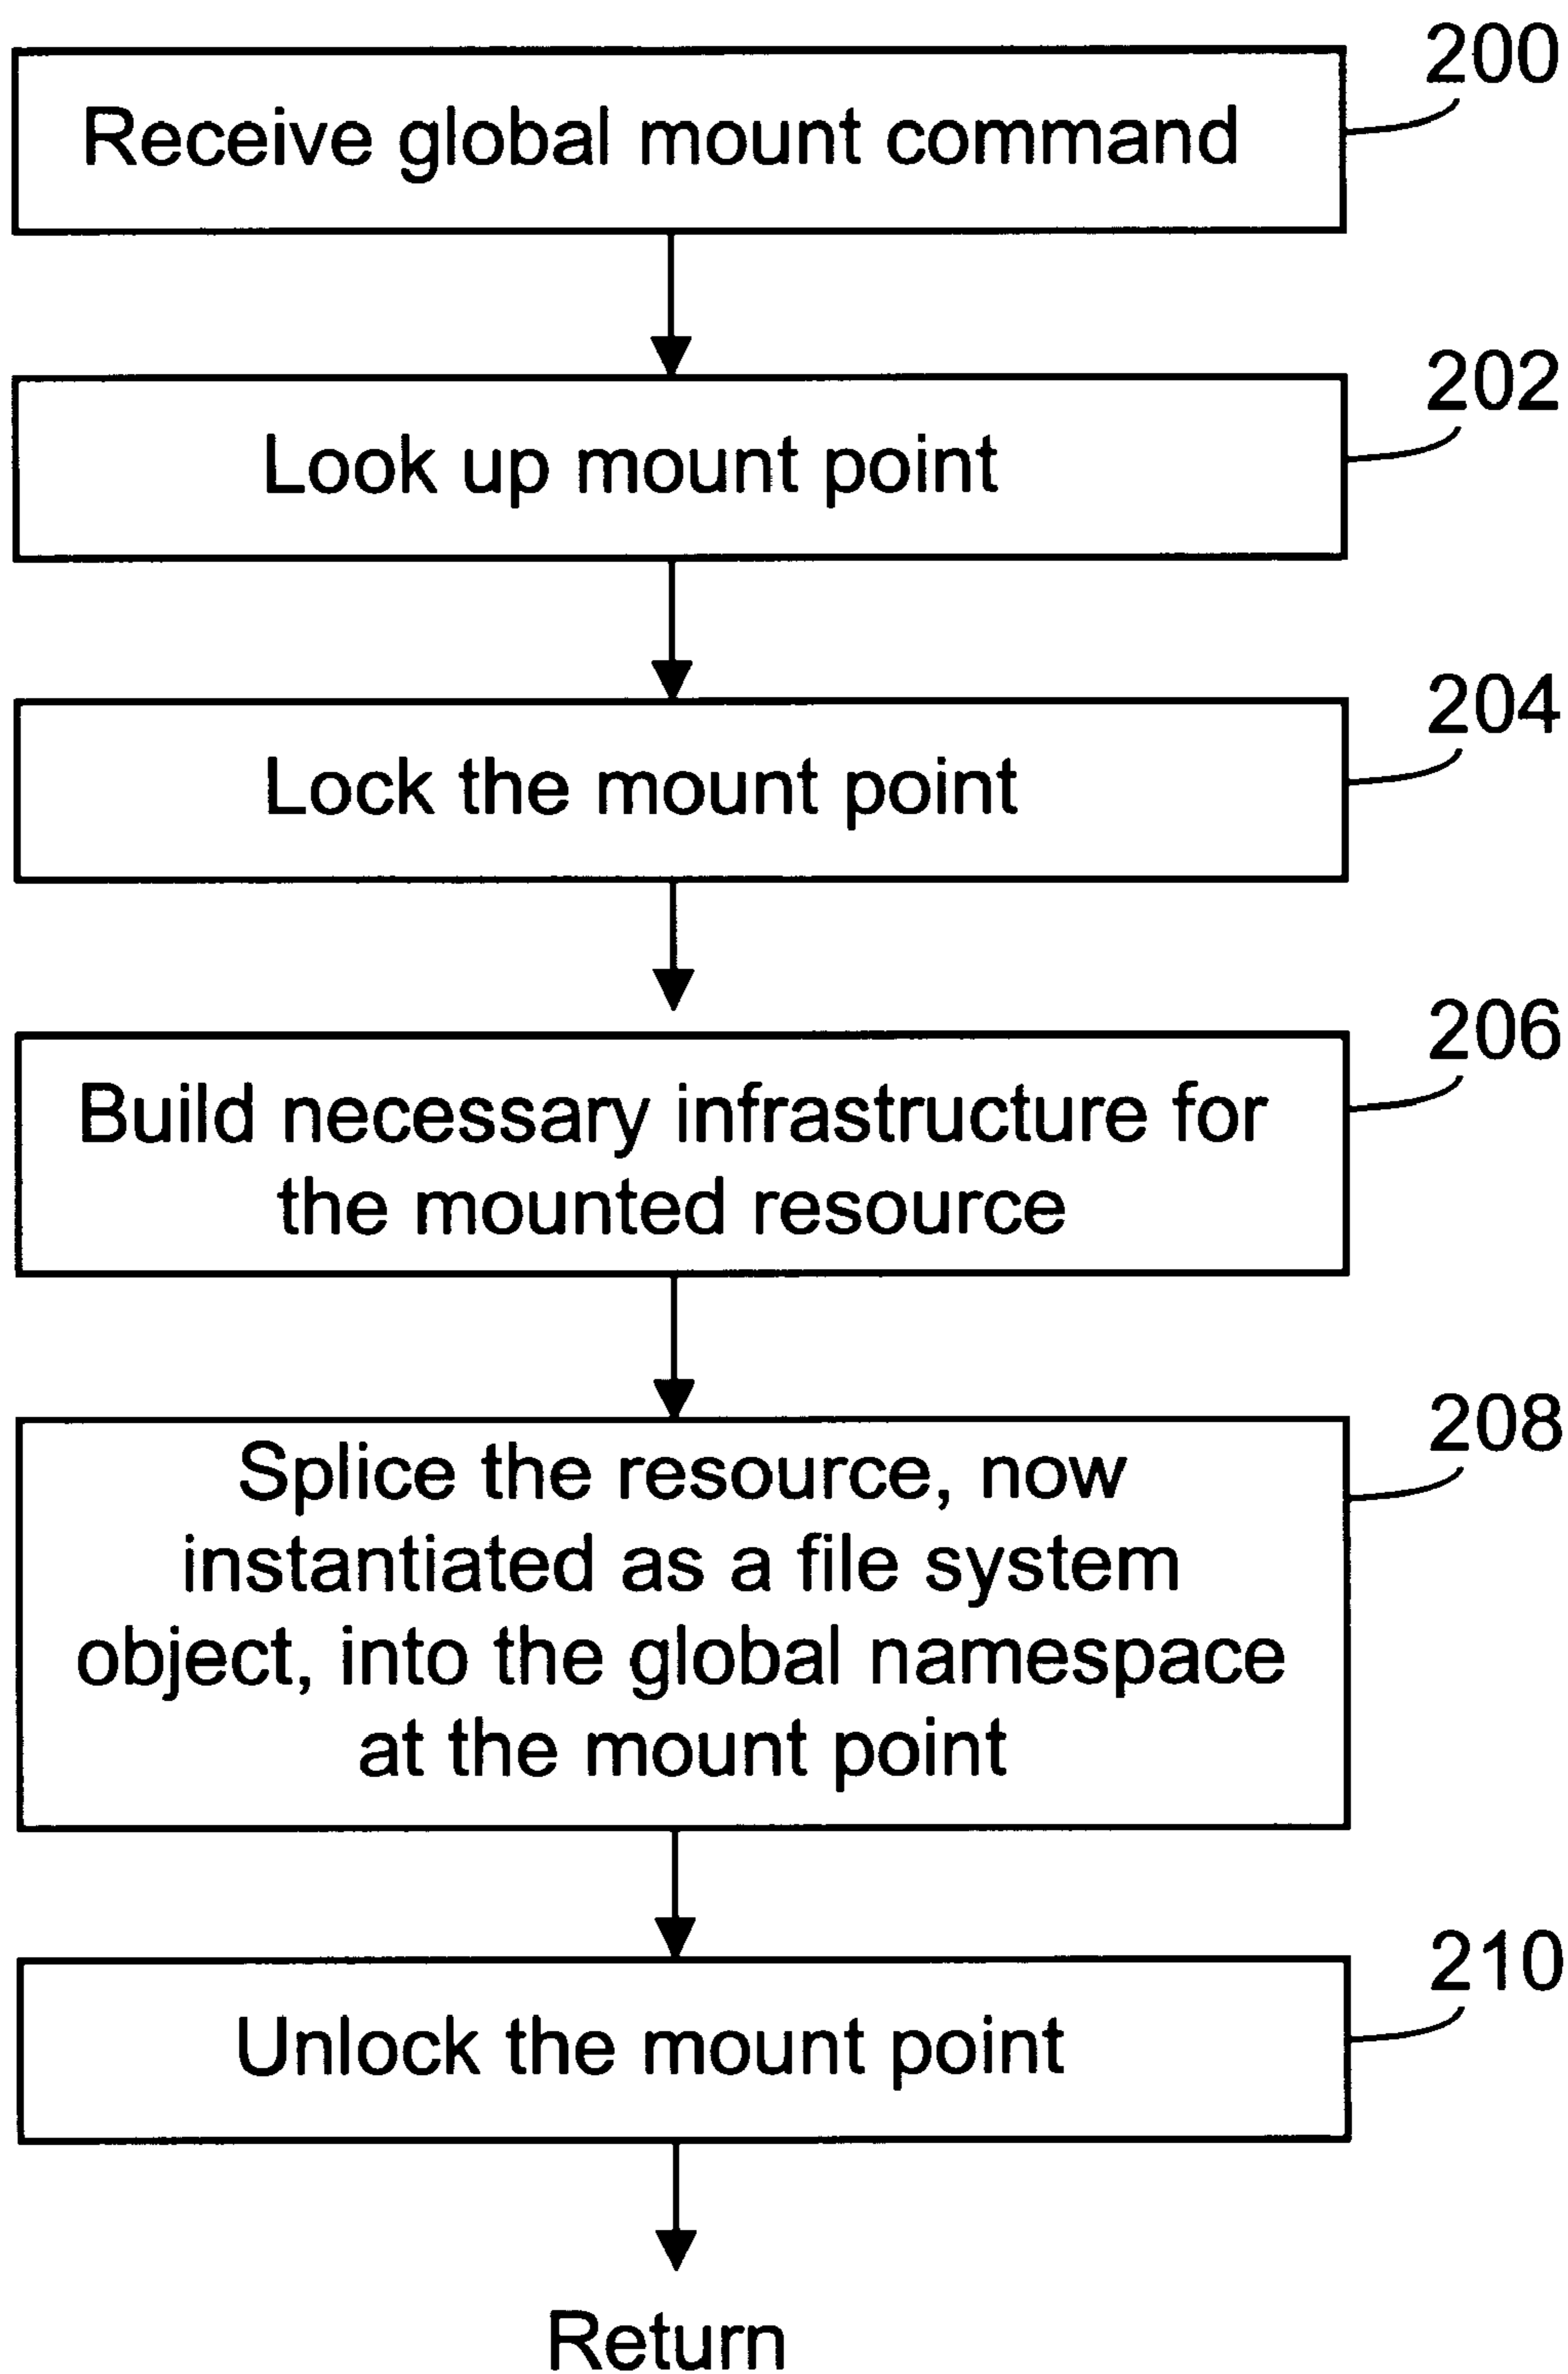 200
Receive global mount command
202
Look up mount point
204
Lock the mount point
206
Build necessary infrastructure for
the mounted resource
208
Splice the resource, now
instantiated as a file system
object, into the global namespace
at the mount point
210
Unlock the mount point
Return